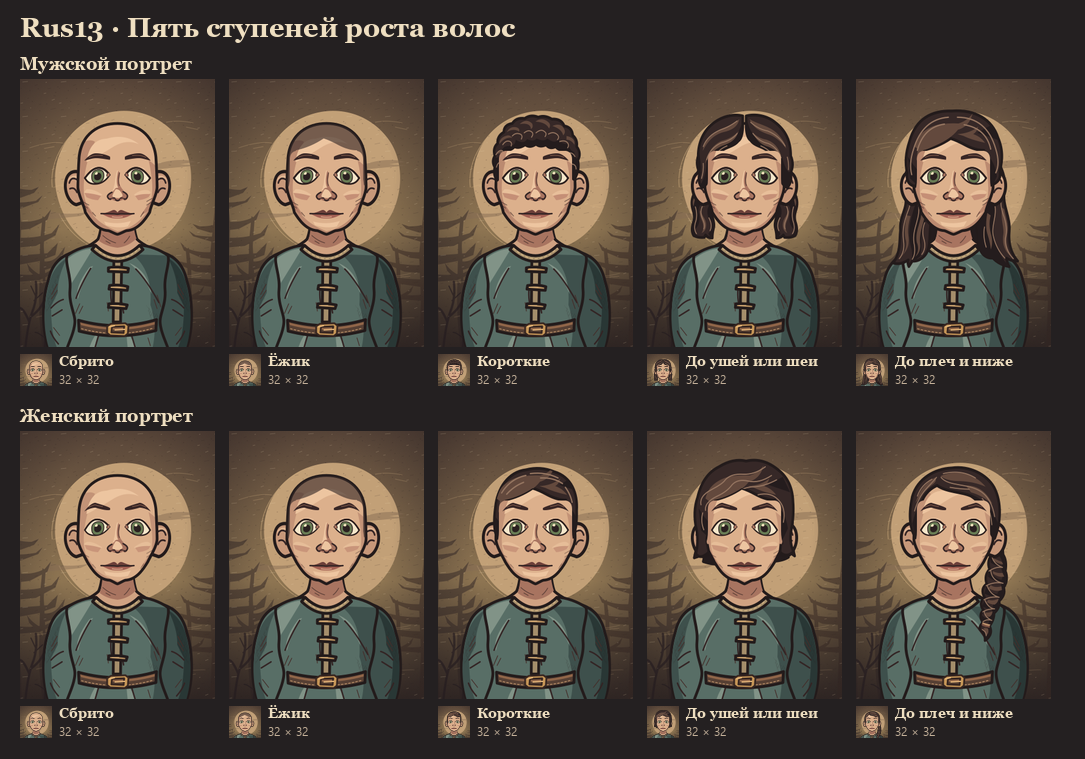 Rus13 · Пять ступеней роста волос
Мужской портрет
Сбрито
32 × 32
Ёжик
32 × 32
Короткие
32 × 32
До ушей или шеи
32 × 32
До плеч и ниже
32 × 32
Женский портрет
Сбрито
32 × 32
Ёжик
32 × 32
Короткие
32 × 32
До ушей или шеи
32 × 32
До плеч и ниже
32 × 32